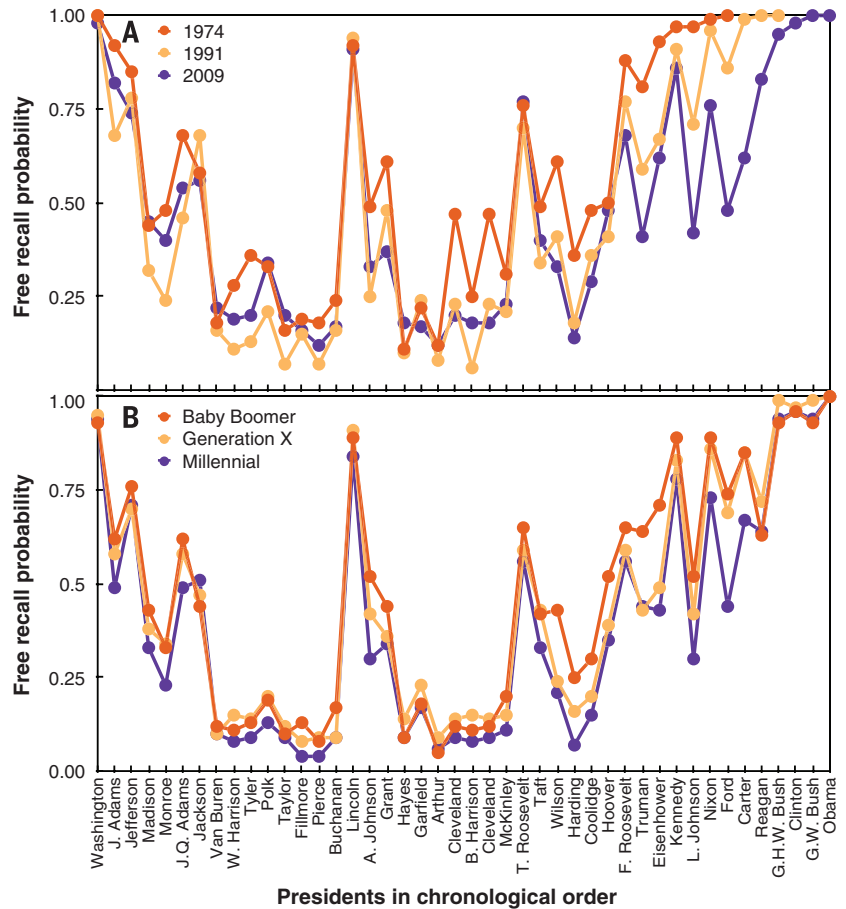 A
1974
1991
2009
1.00
0.75
0.50
0.25
Free recall probability
B
Baby Boomer
Generation X
Millennial
1.00
0.75
0.5
0.25
0.00
Free recall probability
Washington
J. Adams
Jefferson
Madison
Monroe
J.Q. Adams
Jackson
Van Buren
W. Harrison
Tyler
Polk
Taylor
Fillmore
Pierce
Buchanan
Lincoln
A. Johnson
Grant
Hayes
Garfield
Arthur
Cleveland
B. Harrison
Cleveland
McKinley
T. Roosevelt
Taft
Wilson
Harding
Coolidge
Hoover
F. Roosevelt
Truman
Eisenhower
Kennedy
L. Johnson
Nixon
Ford
Carter
Reagan
G.H.W. Bush
Clinton
G.W. Bush
Obama
Presidents in chronological order